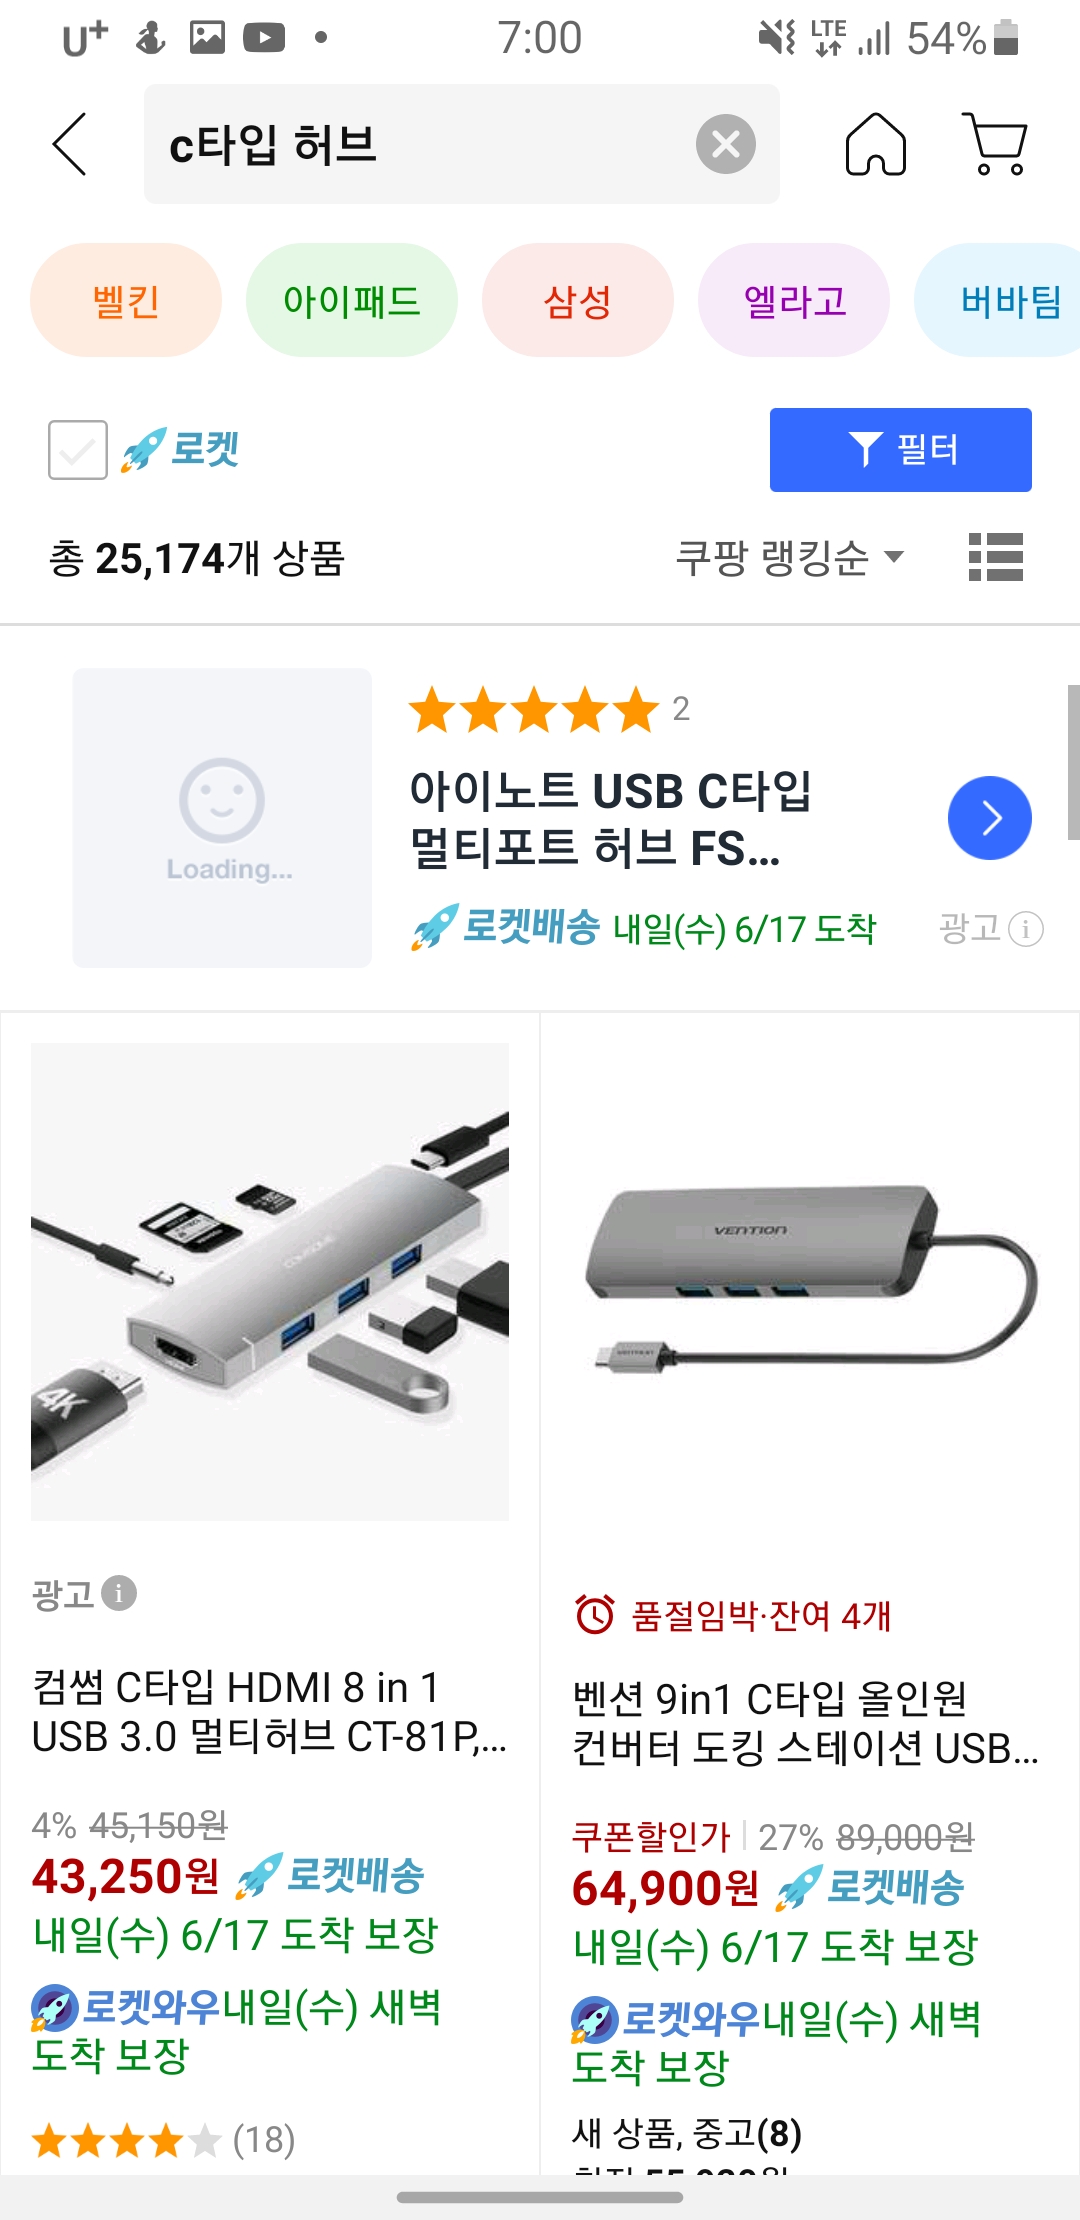 U+ 7:00 LTE 54%
c타입 허브
벨킨 아이패드 삼성 엘라고 버바팀
로켓 필터
총 25,174개 상품 쿠팡 랭킹순
2
Loading...
아이노트 USB C타입
멀티포트 허브 FS...
로켓배송 내일(수) 6/17 도착 광고
4K
VENTION
광고
컴썸 C타입 HDMI 8 in 1
USB 3.0 멀티허브 CT-81P,...
4% 45,150원
43,250원 로켓배송
내일(수) 6/17 도착 보장
로켓와우 내일(수) 새벽
도착 보장
(18)
품절임박·잔여 4개
벤션 9in1 C타입 올인원
컨버터 도킹 스테이션 USB...
쿠폰할인가 27% 89,000원
64,900원 로켓배송
내일(수) 6/17 도착 보장
로켓와우 내일(수) 새벽
도착 보장
새 상품, 중고(8)